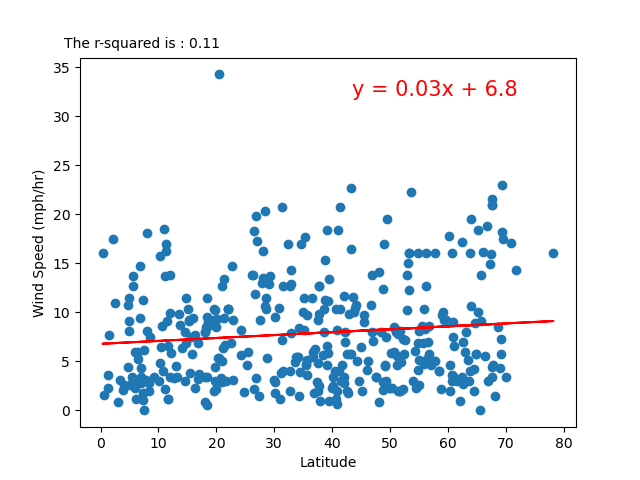 The r-squared is : 0.11
y = 0.03x + 6.8
Wind Speed (mph/hr)
35
30
25
20
15
10
5
0
0 10 20 30 40 50 60 70 80
Latitude